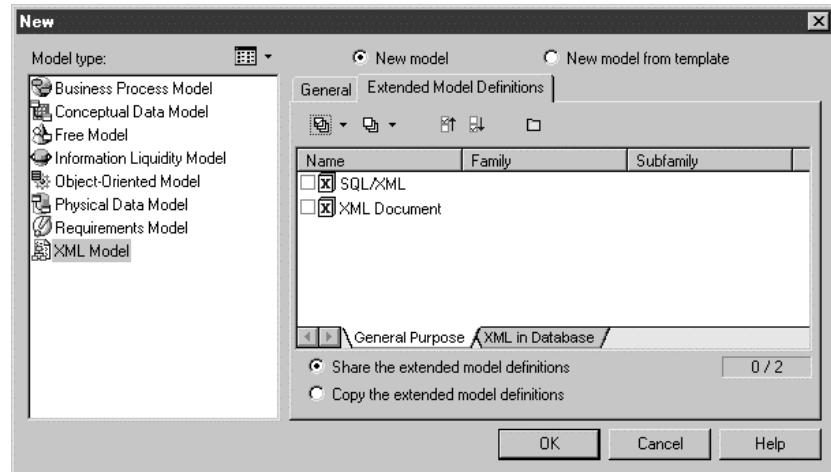 New
Model type:
New model
New model from template
Business Process Model
Conceptual Data Model
Free Model
Information Liquidity Model
Object-Oriented Model
Physical Data Model
Requirements Model
XML Model
General
Extended Model Definitions
Name
Family
Subfamily
SQL/XML
XML Document
General Purpose
XML in Database
Share the extended model definitions
0 / 2
Copy the extended model definitions
OK
Cancel
Help